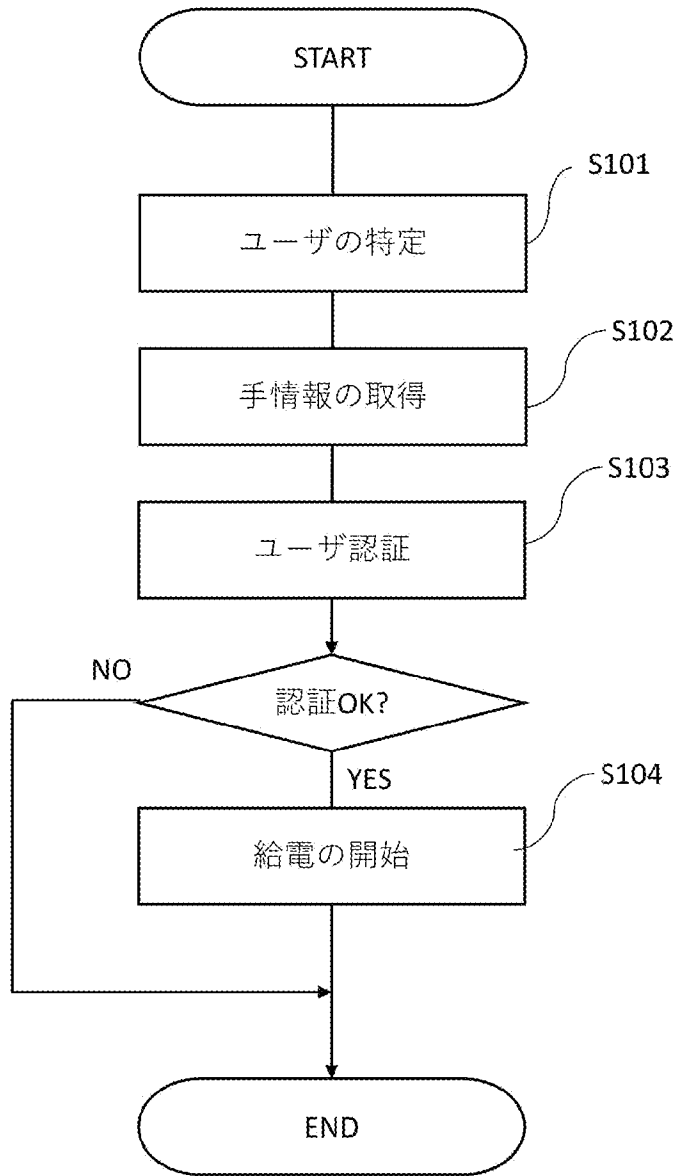 START
S101
ユーザの特定
S102
手情報の取得
S103
ユーザ認証
NO
認証OK?
YES
S104
給電の開始
END